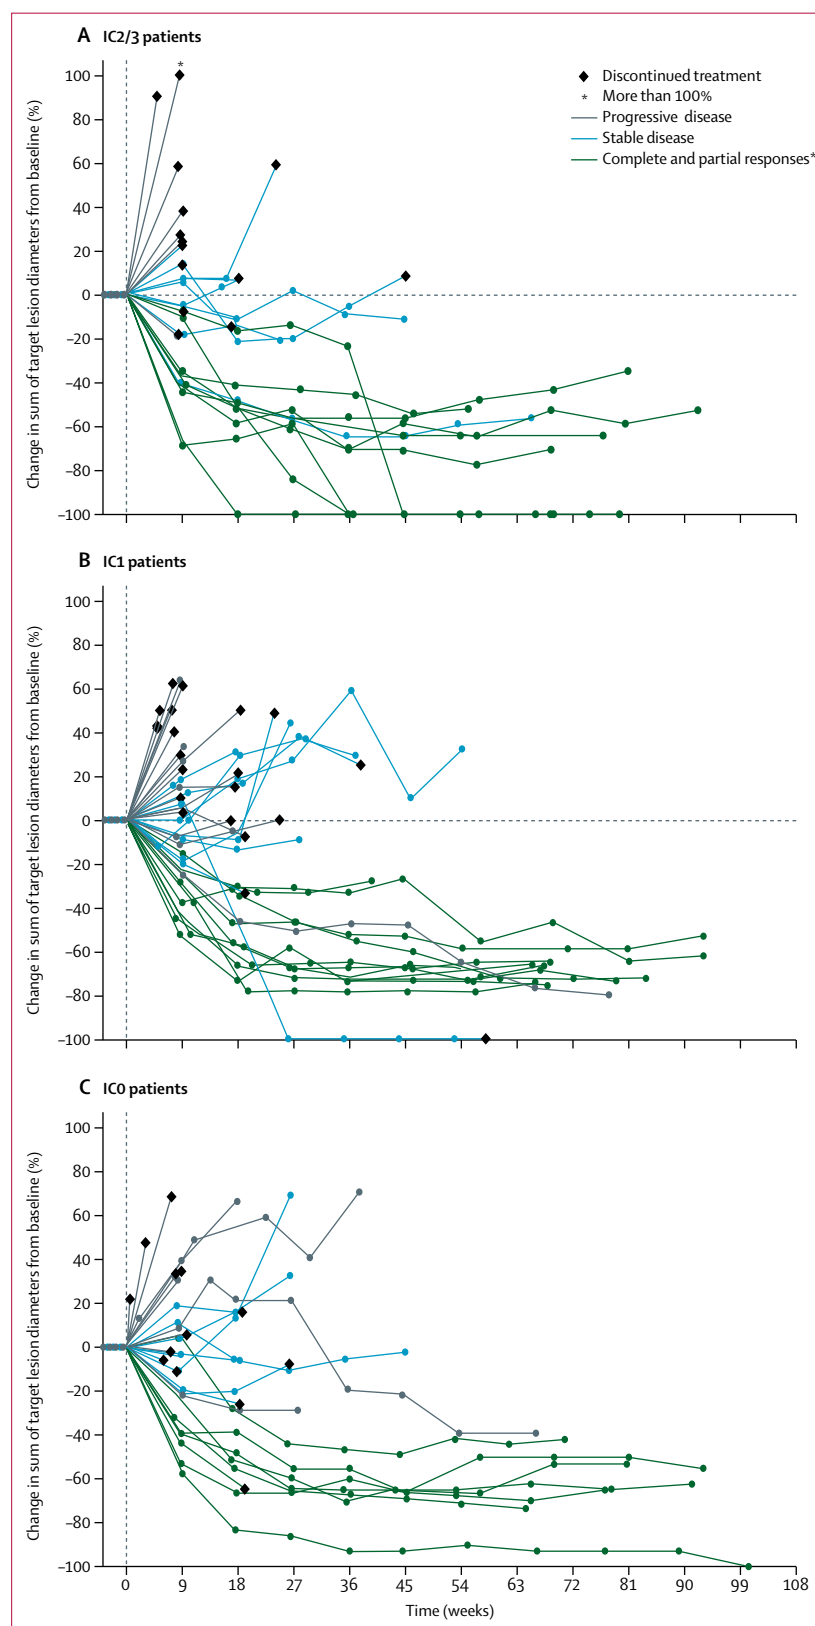 A IC2/3 patients
*
Discontinued treatment
* More than 100%
Progressive disease
Stable disease
Complete and partial responses*
Change in sum of target lesion diameters from baseline (%)
100
80
60
40
20
0
–20
–40
–60
–80
–100
B IC1 patients
Change in sum of target lesion diameters from baseline (%)
100
80
60
40
20
0
–20
–40
–60
–80
–100
C IC0 patients
Change in sum of target lesion diameters from baseline (%)
100
80
60
40
20
0
–20
–40
–60
–80
–100
0 9 18 27 36 45 54 63 72 81 90 99 108
Time (weeks)